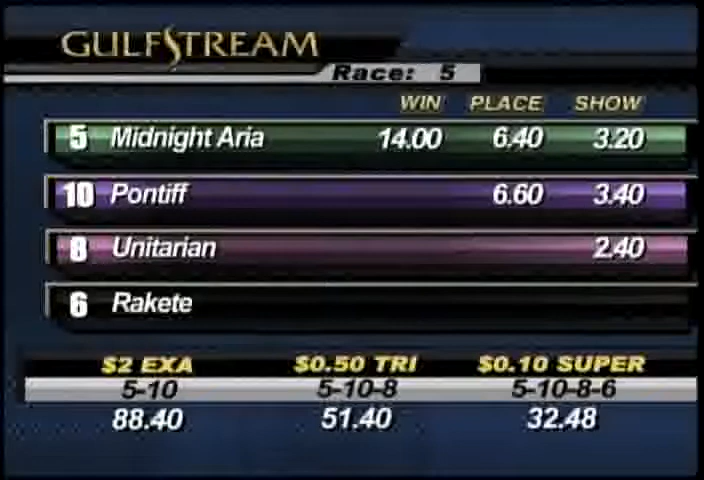 GULFSTREAM
Race: 5
WIN PLACE SHOW
5 Midnight Aria 14.00 6.40 3.20
10 Pontiff 6.60 3.40
8 Unitarian 2.40
6 Rakete
$2 EXA $0.50 TRI $0.10 SUPER
5-10 5-10-8 5-10-8-6
88.40 51.40 32.48